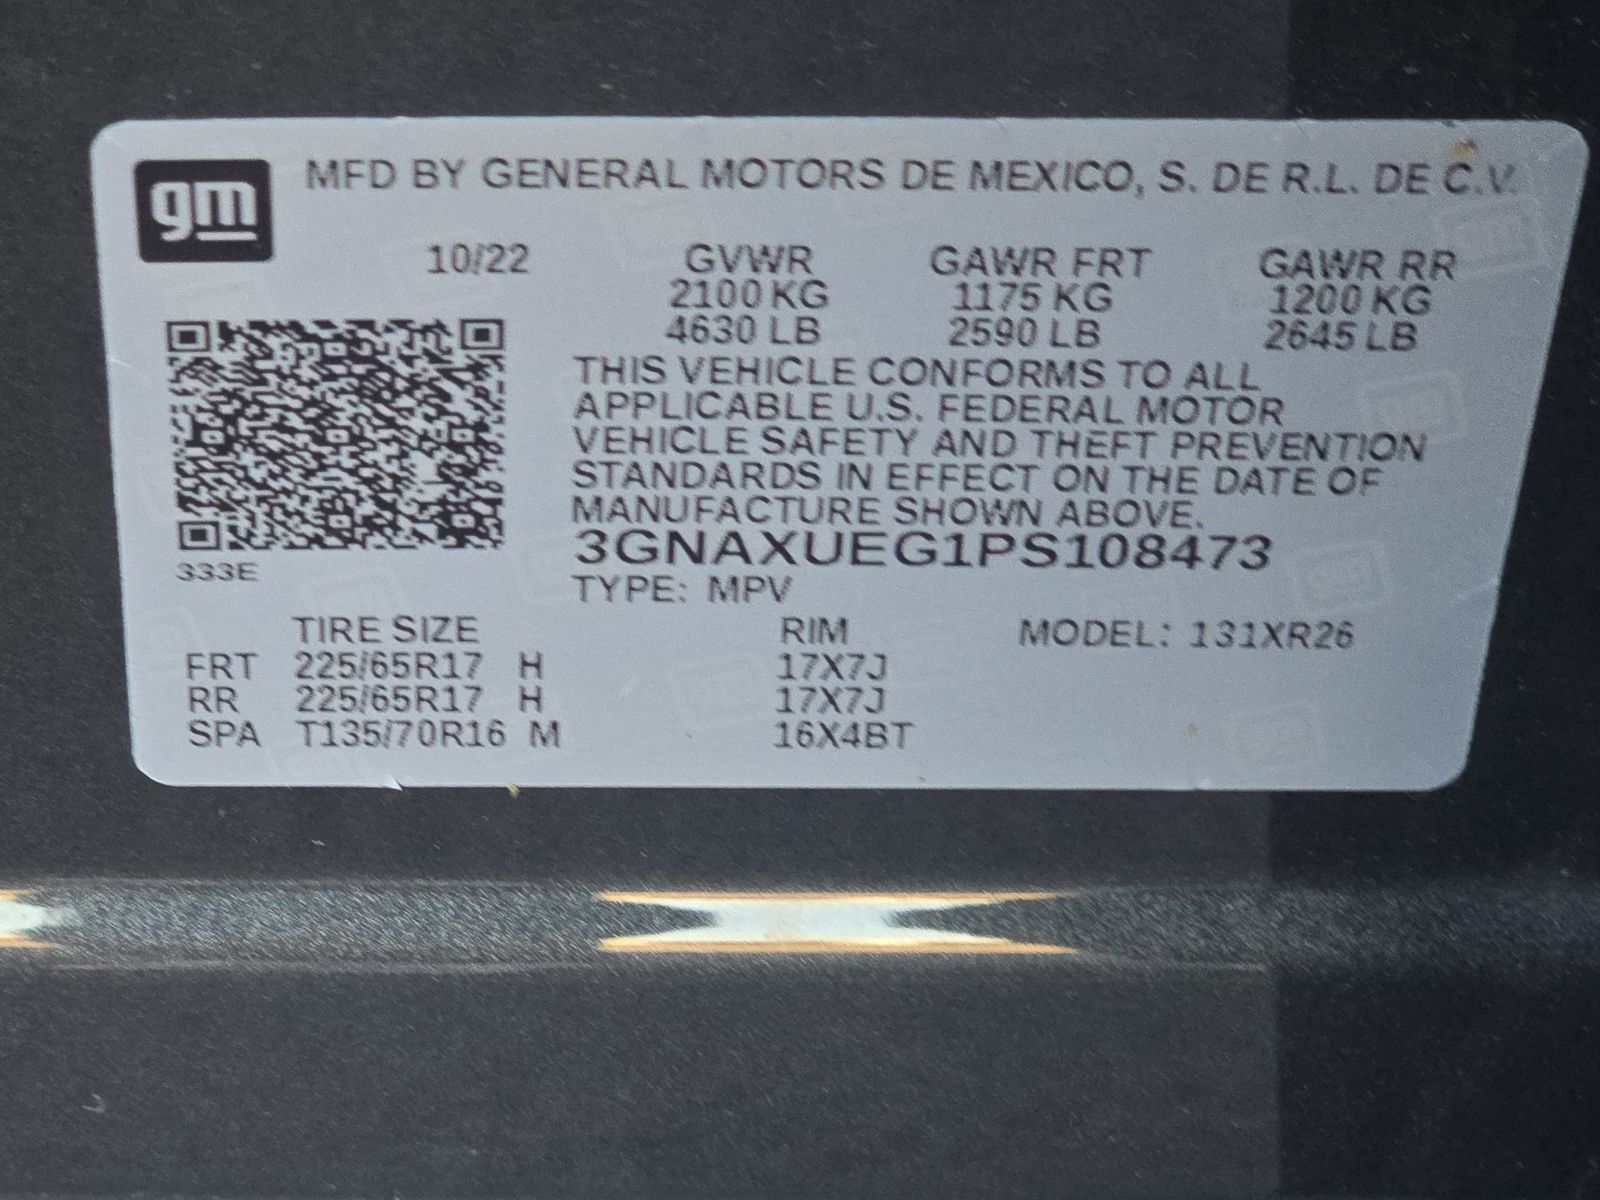 gm MFD BY GENERAL MOTORS DE MEXICO, S. DE R.L. DE C.V.
10/22 GVWR GAWR FRT GAWR RR
2100 KG 1175 KG 1200 KG
4630 LB 2590 LB 2645 LB
THIS VEHICLE CONFORMS TO ALL
APPLICABLE U.S. FEDERAL MOTOR
VEHICLE SAFETY AND THEFT PREVENTION
STANDARDS IN EFFECT ON THE DATE OF
MANUFACTURE SHOWN ABOVE.
3GNAXUEG1PS108473
333E
TYPE: MPV
TIRE SIZE RIM MODEL: 131XR26
FRT 225/65R17 H 17X7J
RR 225/65R17 H 17X7J
SPA T135/70R16 M 16X4BT